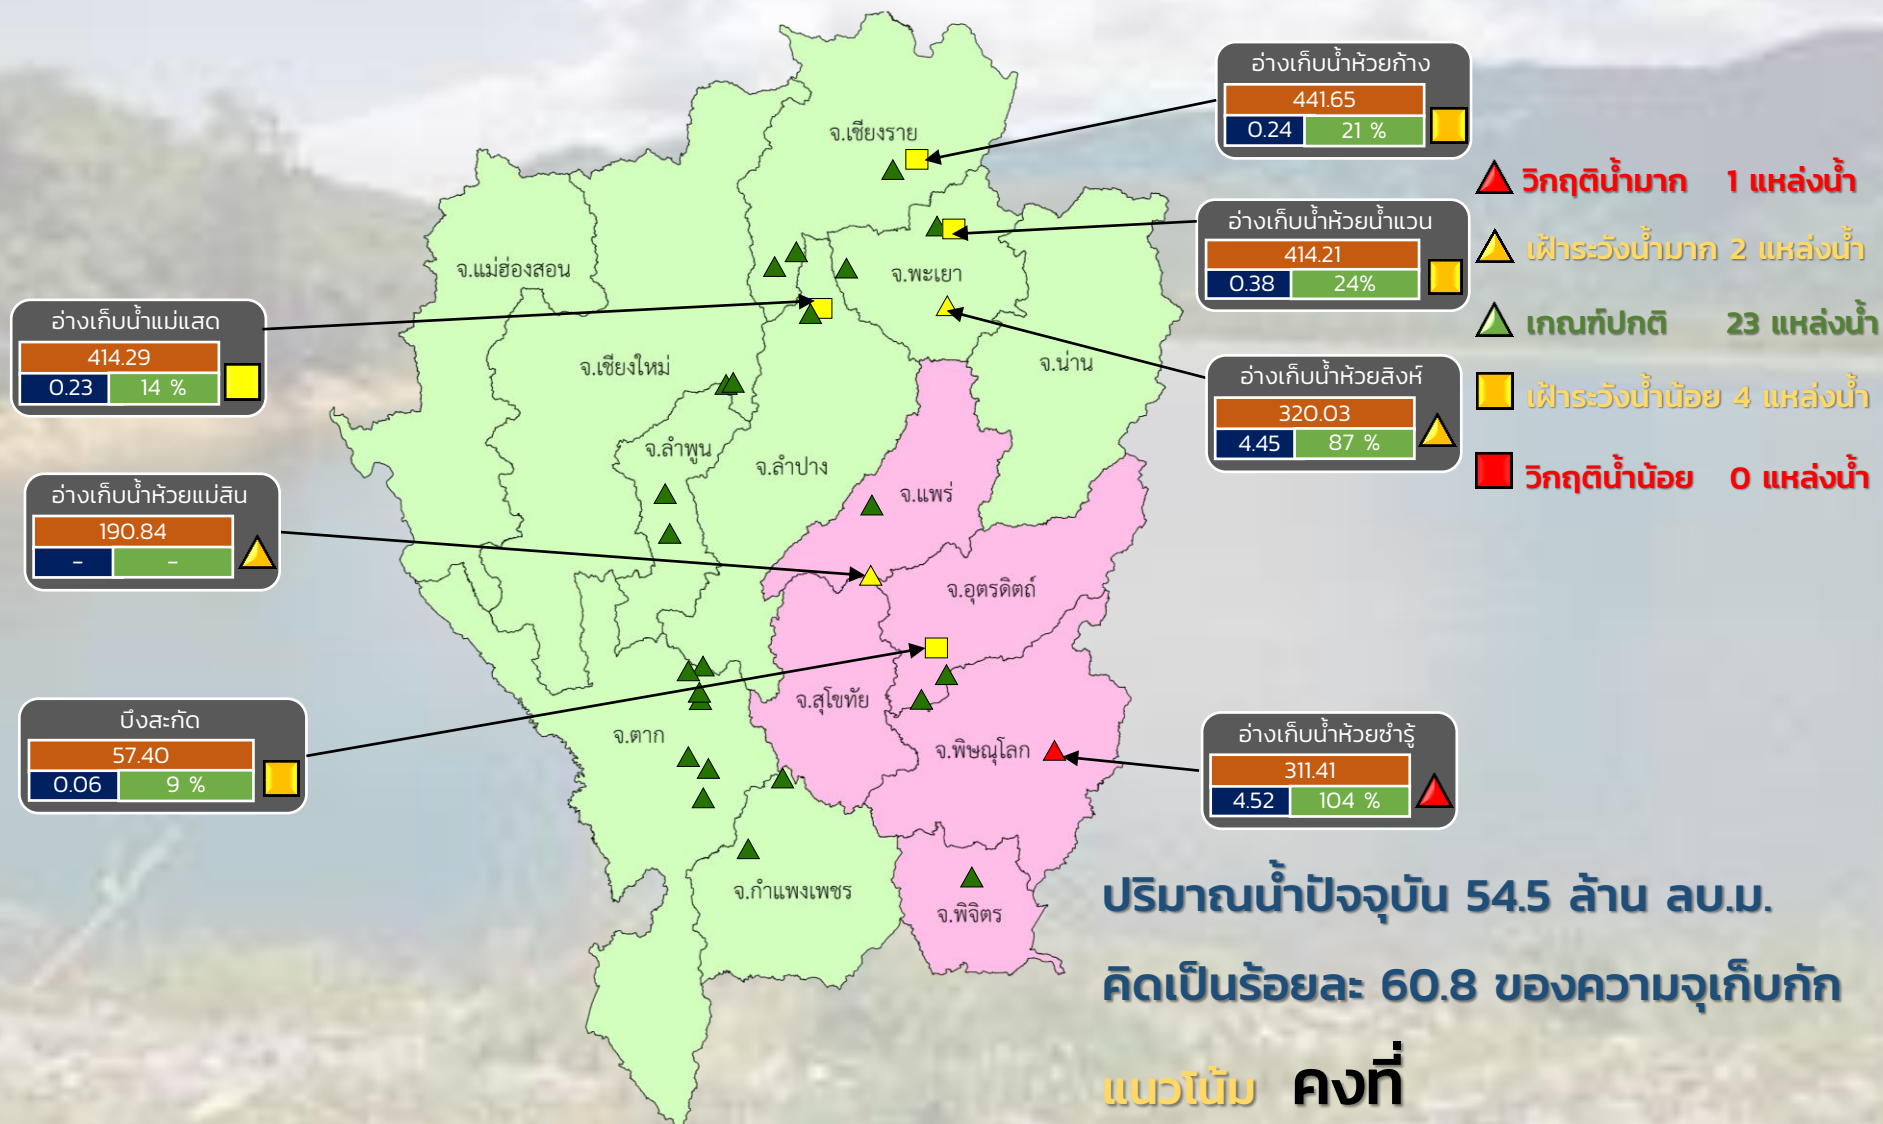 อ่างเก็บน้ำห้วยก้าง
441.65
0.24 21 %
วิกฤติน้ำมาก 1 แหล่งน้ำ
อ่างเก็บน้ำห้วยน้ำแวน
414.21
0.38 24%
เฝ้าระวังน้ำมาก 2 แหล่งน้ำ
เกณฑ์ปกติ 23 แหล่งน้ำ
อ่างเก็บน้ำห้วยสิงห์
320.03
4.45 87 %
เฝ้าระวังน้ำน้อย 4 แหล่งน้ำ
วิกฤติน้ำน้อย 0 แหล่งน้ำ
อ่างเก็บน้ำแม่แสด
414.29
0.23 14 %
อ่างเก็บน้ำห้วยแม่สิน
190.84
- -
บึงสะกัด
57.40
0.06 9 %
อ่างเก็บน้ำห้วยซำรู้
311.41
4.52 104 %
จ.เชียงราย
จ.แม่ฮ่องสอน
จ.พะเยา
จ.เชียงใหม่
จ.น่าน
จ.ลำพูน
จ.ลำปาง
จ.แพร่
จ.อุตรดิตถ์
จ.สุโขทัย
จ.ตาก
จ.พิษณุโลก
จ.กำแพงเพชร
จ.พิจิตร
ปริมาณน้ำปัจจุบัน 54.5 ล้าน ลบ.ม.
คิดเป็นร้อยละ 60.8 ของความจุเก็บกัก
แนวโน้ม คงที่